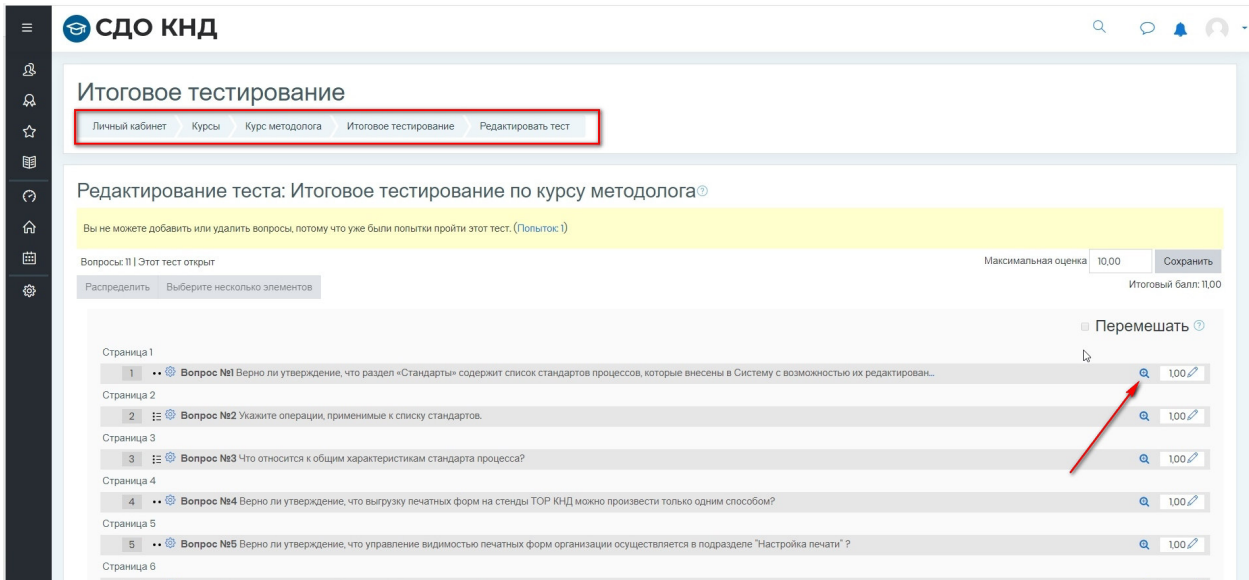 СДО КНД
Итоговое тестирование
Личный кабинет Курсы Курс методолога Итоговое тестирование Редактировать тест
Редактирование теста: Итоговое тестирование по курсу методолога
Вы не можете добавить или удалить вопросы, потому что уже были попытки пройти этот тест. (Попыток: 1)
Вопросы: 11 | Этот тест открыт Максимальная оценка 10,00 Сохранить
Распределить Выберите несколько элементов Итоговый балл: 11,00
Перемешать
Страница 1
1 Вопрос №1 Верно ли утверждение, что раздел «Стандарты» содержит список стандартов процессов, которые внесены в Систему с возможностью их редактирован... 1,00
Страница 2
2 Вопрос №2 Укажите операции, применимые к списку стандартов. 1,00
Страница 3
3 Вопрос №3 Что относится к общим характеристикам стандарта процесса? 1,00
Страница 4
4 Вопрос №4 Верно ли утверждение, что выгрузку печатных форм на стенды ТОР КНД можно произвести только одним способом? 1,00
Страница 5
5 Вопрос №5 Верно ли утверждение, что управление видимостью печатных форм организации осуществляется в подразделе "Настройка печати" ? 1,00
Страница 6